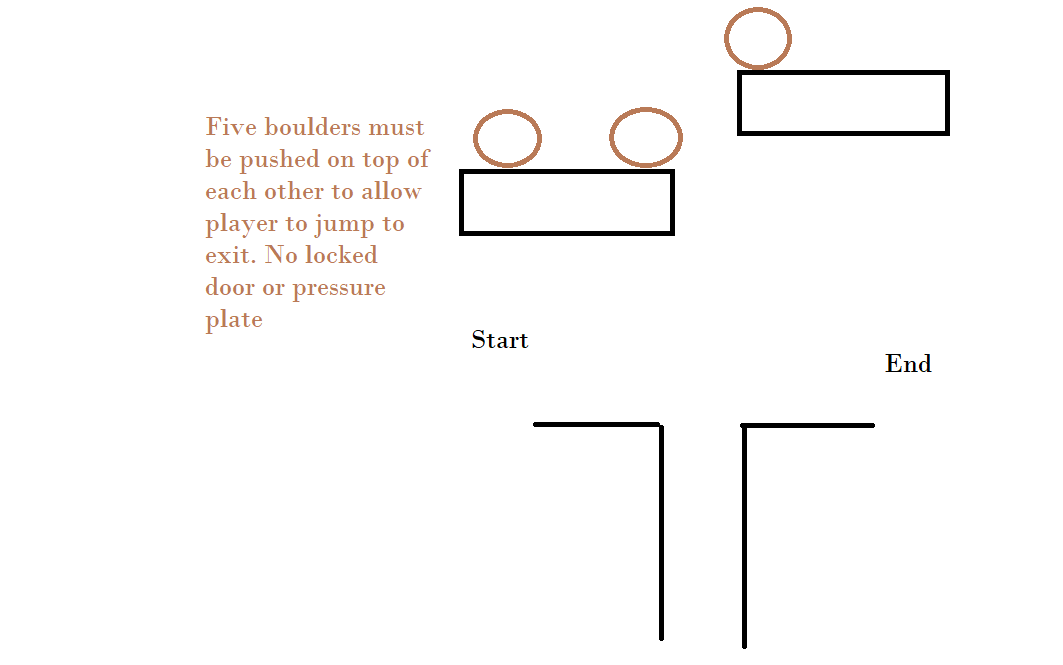 Five boulders must
be pushed on top of
each other to allow
player to jump to
exit. No locked
door or pressure
plate
Start
End